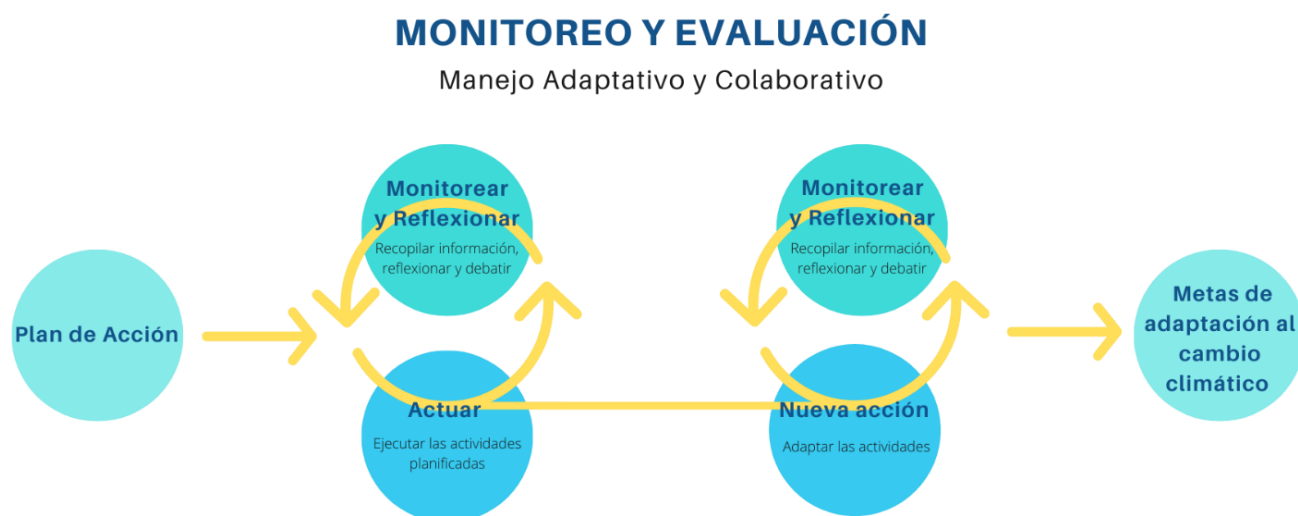 MONITOREO Y EVALUACIÓN
Manejo Adaptativo y Colaborativo
Plan de Acción
Monitorear
y Reflexionar
Recopilar información,
reflexionar y debatir
Actuar
Ejecutar las actividades
planificadas
Monitorear
y Reflexionar
Recopilar información,
reflexionar y debatir
Nueva acción
Adaptar las actividades
Metas de
adaptación al
cambio
climático